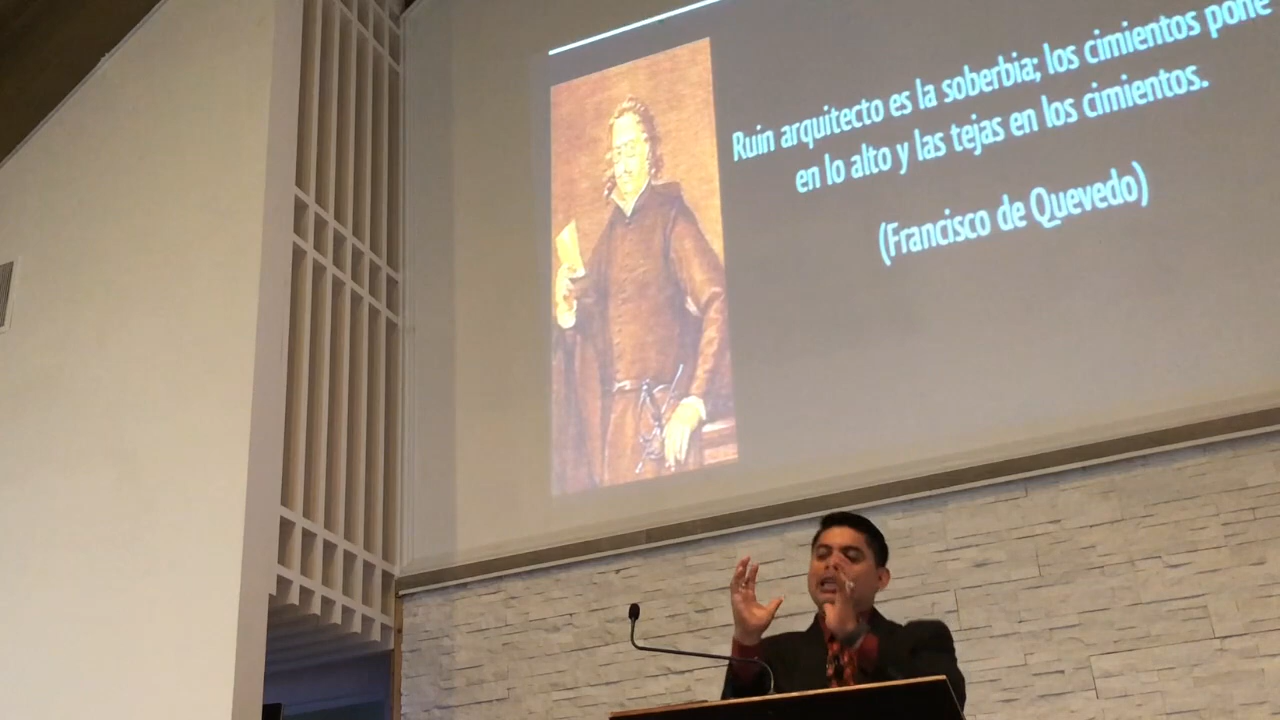 Ruin arquitecto es la soberbia; los cimientos pone
en lo alto y las tejas en los cimientos.
(Francisco de Quevedo)